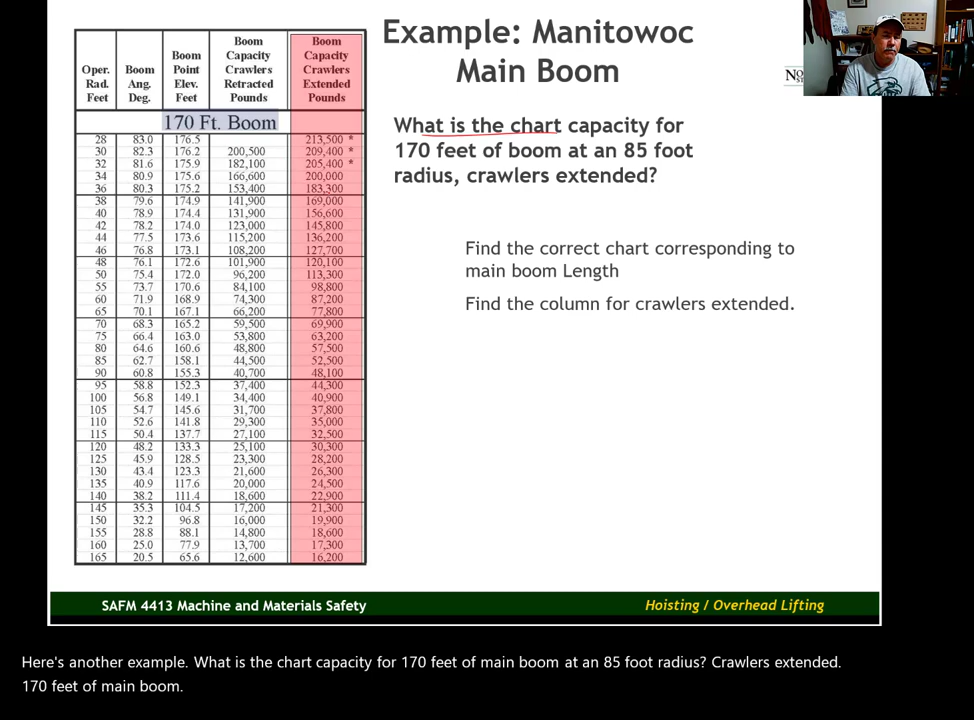 Example: Manitowoc
Main Boom
Oper.
Rad.
Feet
Boom
Ang.
Deg.
Boom
Point
Elev.
Feet
Boom
Capacity
Crawlers
Retracted
Pounds
Boom
Capacity
Crawlers
Extended
Pounds
170 Ft. Boom
28 83.0 176.5 213,500 *
30 82.3 176.2 200,500 209,400 *
32 81.6 175.9 182,100 205,400 *
34 80.9 175.6 166,600 200,000
36 80.3 175.2 153,400 183,300
38 79.6 174.9 141,900 169,000
40 78.9 174.4 131,900 156,600
42 78.2 174.0 123,000 145,800
44 77.5 173.6 115,200 136,200
46 76.8 173.1 108,200 127,700
48 76.1 172.6 101,900 120,100
50 75.4 172.0 96,200 113,300
55 73.7 170.6 84,100 98,800
60 71.9 168.9 74,300 87,200
65 70.1 167.1 66,200 77,800
70 68.3 165.2 59,500 69,900
75 66.4 163.0 53,800 63,200
80 64.6 160.6 48,800 57,500
85 62.7 158.1 44,500 52,500
90 60.8 155.3 40,700 48,100
95 58.8 152.3 37,400 44,300
100 56.8 149.1 34,400 40,900
105 54.7 145.6 31,700 37,800
110 52.6 141.8 29,300 35,000
115 50.4 137.7 27,100 32,500
120 48.2 133.3 25,100 30,300
125 45.9 128.5 23,300 28,200
130 43.4 123.3 21,600 26,300
135 40.9 117.6 20,000 24,500
140 38.2 111.4 18,600 22,900
145 35.3 104.5 17,200 21,300
150 32.2 96.8 16,000 19,900
155 28.8 88.1 14,800 18,600
160 25.0 77.9 13,700 17,300
165 20.5 65.6 12,600 16,200
What is the chart capacity for
170 feet of boom at an 85 foot
radius, crawlers extended?
Find the correct chart corresponding to
main boom Length
Find the column for crawlers extended.
SAFM 4413 Machine and Materials Safety
Hoisting / Overhead Lifting
Here's another example. What is the chart capacity for 170 feet of main boom at an 85 foot radius? Crawlers extended.
170 feet of main boom.